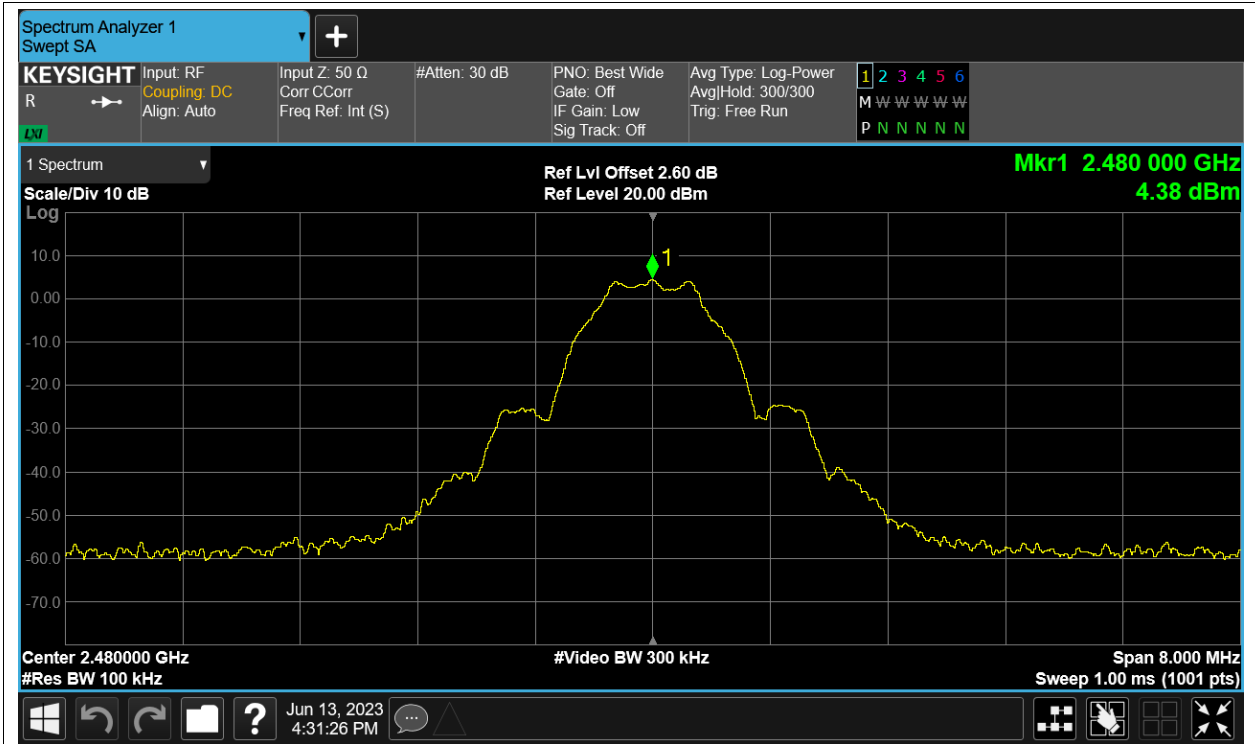 Spectrum Analyzer 1
Swept SA
KEYSIGHT
R
LXI
Input: RF
Coupling: DC
Align: Auto
Input Z: 50 Ω
Corr CCorr
Freq Ref: Int (S)
#Atten: 30 dB
PNO: Best Wide
Gate: Off
IF Gain: Low
Sig Track: Off
Avg Type: Log-Power
Avg|Hold: 300/300
Trig: Free Run
1 2 3 4 5 6
M W W W W W
P N N N N N
1 Spectrum
Scale/Div 10 dB
Log
Ref Lvl Offset 2.60 dB
Ref Level 20.00 dBm
Mkr1 2.480 000 GHz
4.38 dBm
1
10.0
0.00
-10.0
-20.0
-30.0
-40.0
-50.0
-60.0
-70.0
Center 2.480000 GHz
#Res BW 100 kHz
#Video BW 300 kHz
Span 8.000 MHz
Sweep 1.00 ms (1001 pts)
?
Jun 13, 2023
4:31:26 PM